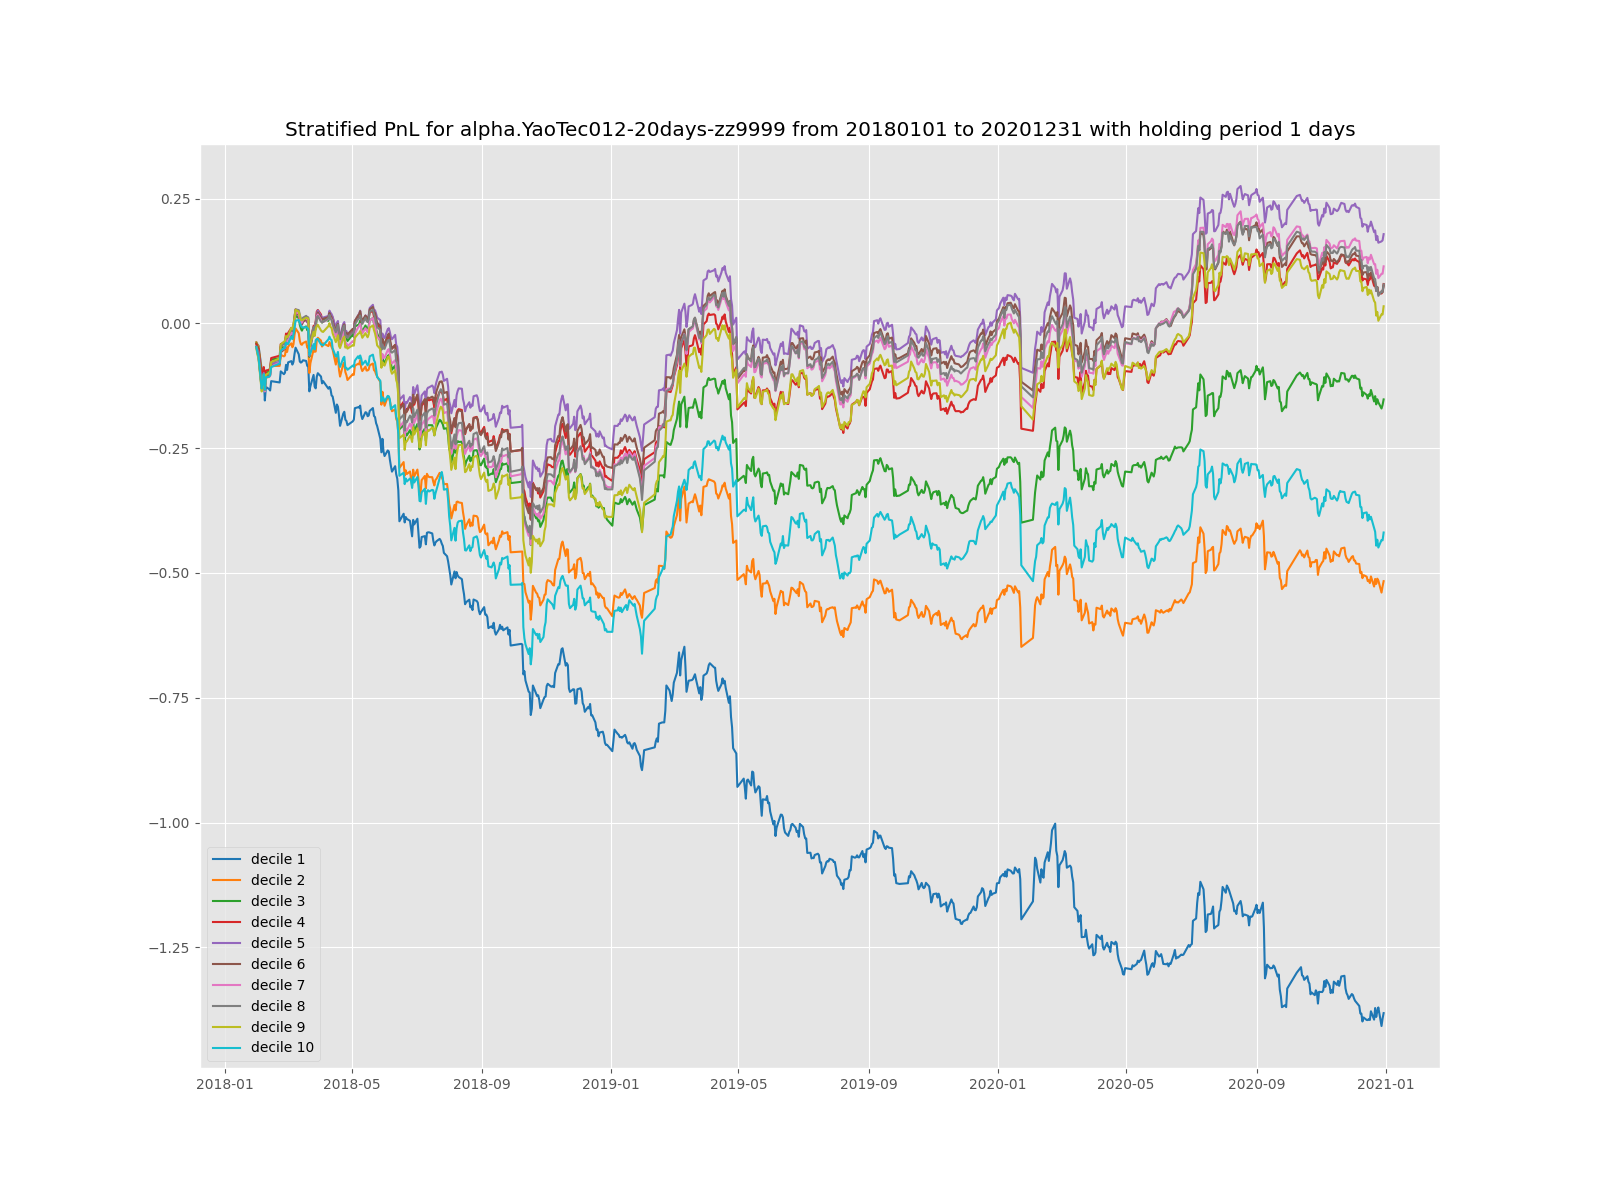 Stratified PnL for alpha.YaoTec012-20days-zz9999 from 20180101 to 20201231 with holding period 1 days
0.25
0.00
−0.25
−0.50
−0.75
−1.00
−1.25
decile 1
decile 2
decile 3
decile 4
decile 5
decile 6
decile 7
decile 8
decile 9
decile 10
2018-01 2018-05 2018-09 2019-01 2019-05 2019-09 2020-01 2020-05 2020-09 2021-01